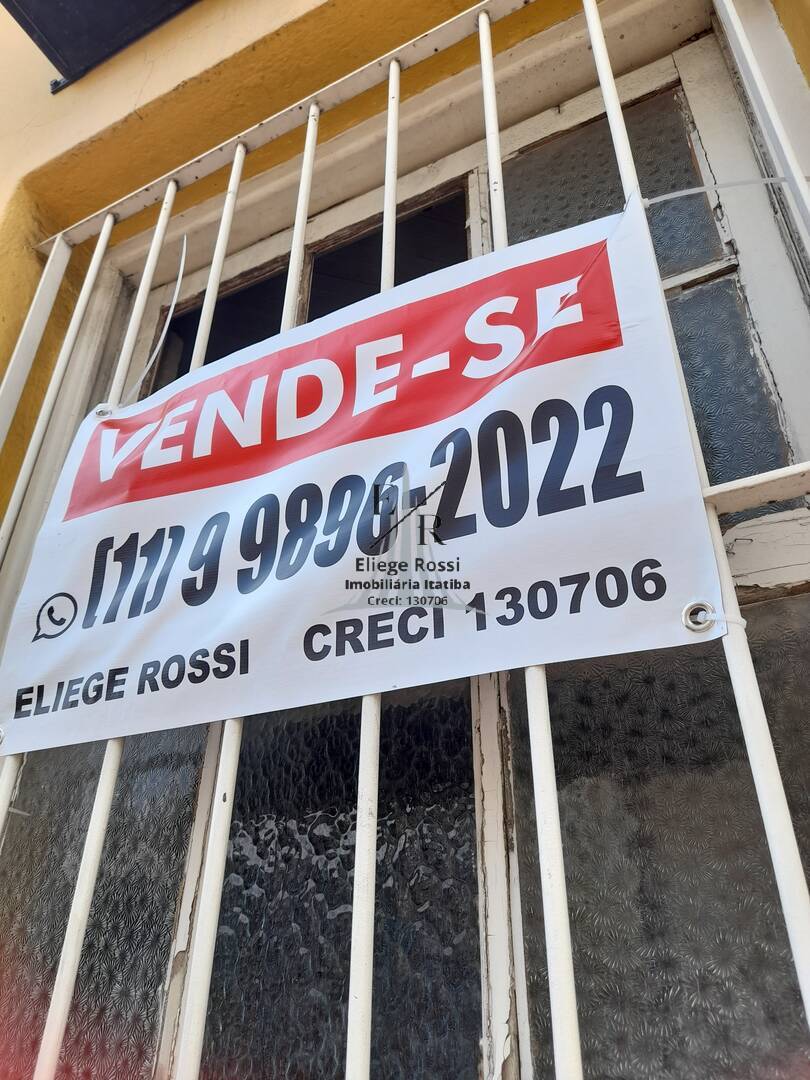 VENDE-SE
(11) 9 9896-2022
E R
Eliege Rossi
Imobiliária Itatiba
Creci: 130706
ELIEGE ROSSI CRECI 130706